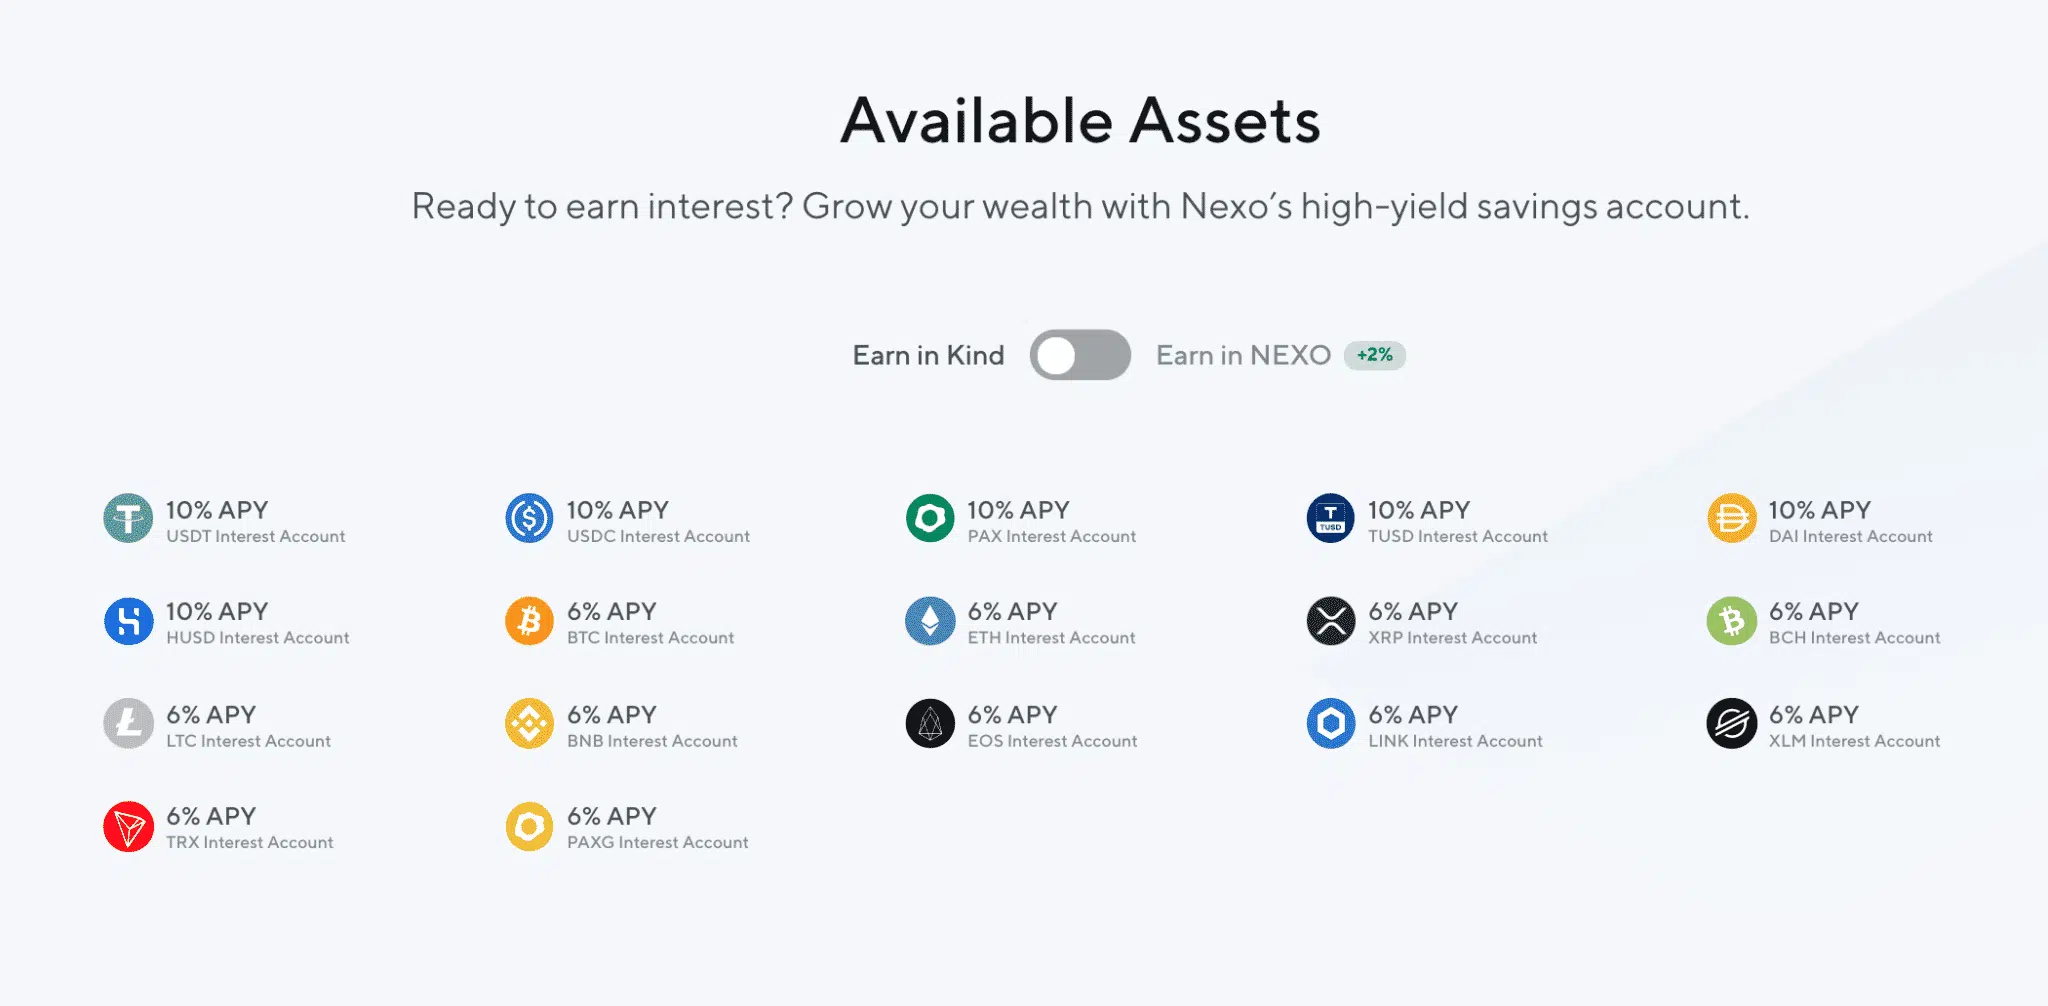 Available Assets
Ready to earn interest? Grow your wealth with Nexo's high-yield savings account.
Earn in Kind Earn in NEXO +2%
10% APY 10% APY 10% APY 10% APY 10% APY
USDT Interest Account USDC Interest Account PAX Interest Account TUSD Interest Account DAI Interest Account
T TUSD
10% APY 6% APY 6% APY 6% APY 6% APY
HUSD Interest Account BTC Interest Account ETH Interest Account XRP Interest Account BCH Interest Account
6% APY 6% APY 6% APY 6% APY 6% APY
LTC Interest Account BNB Interest Account EOS Interest Account LINK Interest Account XLM Interest Account
6% APY 6% APY
TRX Interest Account PAXG Interest Account